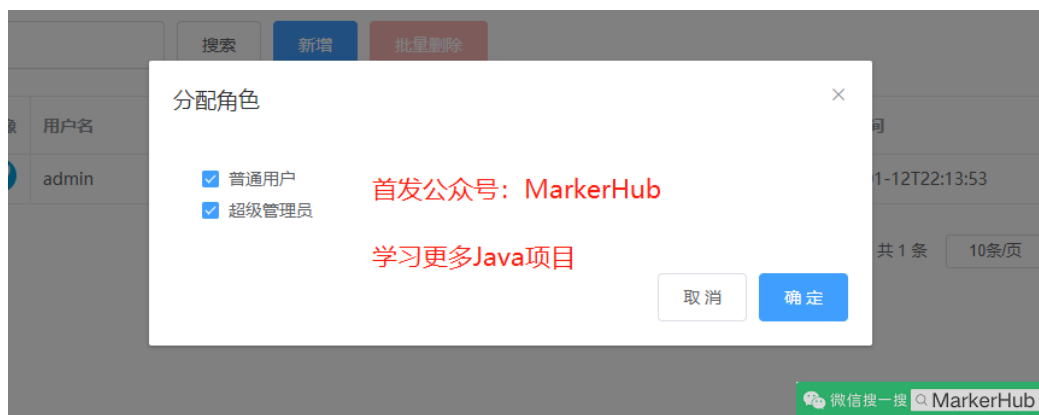 搜索 新增 批量删除
分配角色
用户名
admin
1-12T22:13:53
普通用户
超级管理员
首发公众号：MarkerHub
学习更多Java项目
共 1 条 10条/页
取 消 确 定
微信搜一搜 MarkerHub